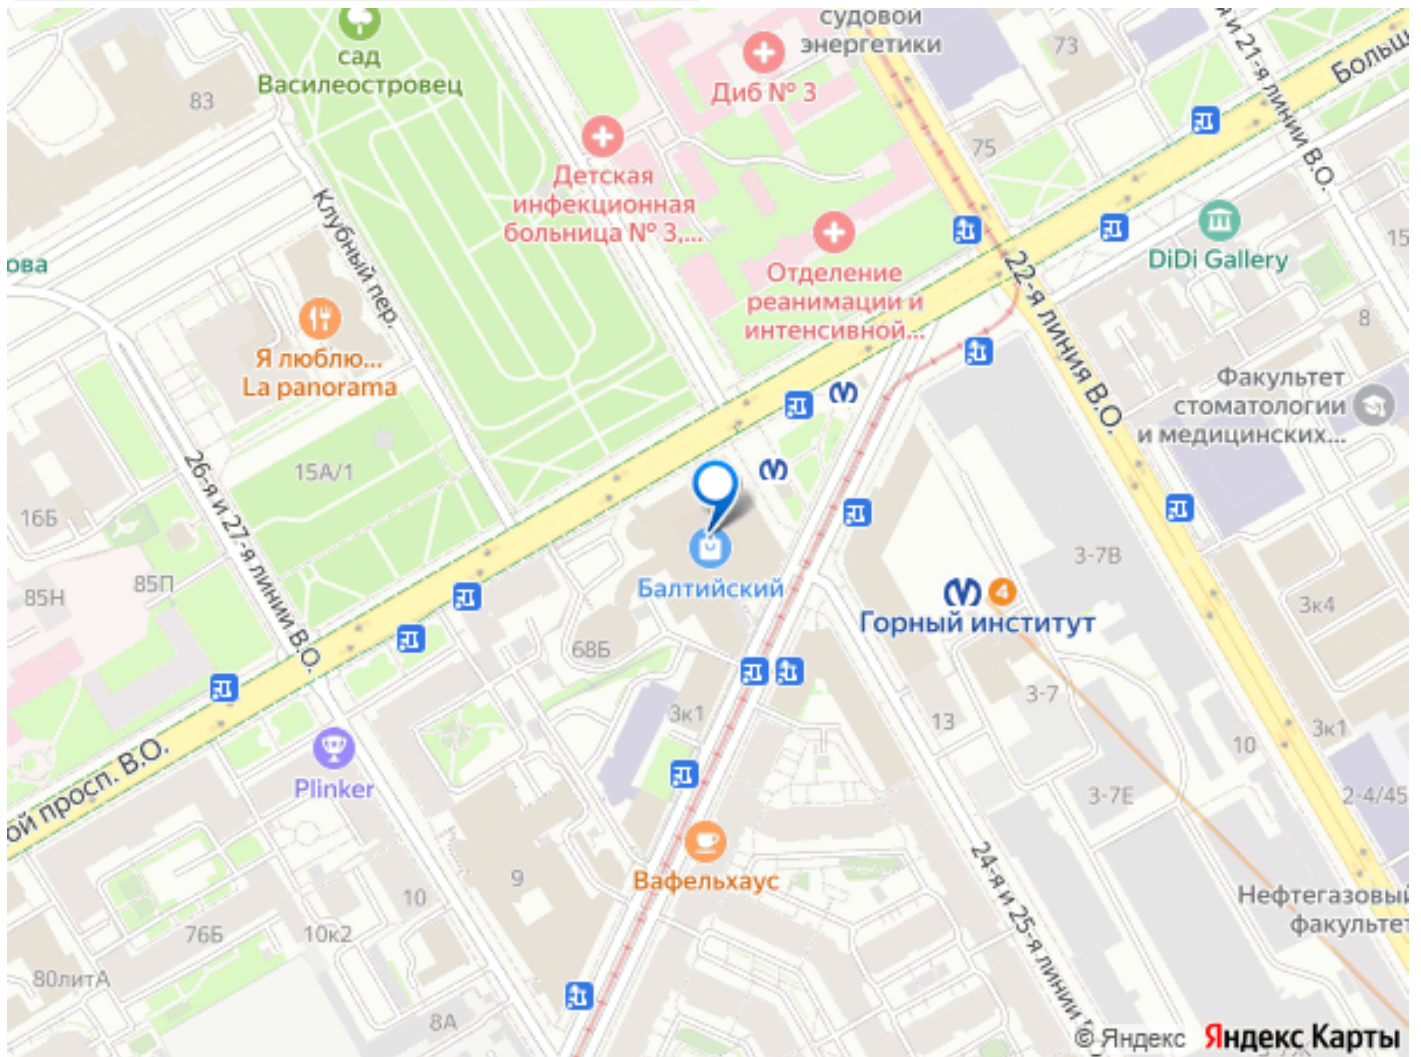 судовой
энергетики
73
и 21-я линии В.О.
Больш
сад
Василеостровец
83
Диб № 3
75
Детская
инфекционная
больница № 3,...
Клубный пер.
DiDi Gallery
15
ова
Отделение
реанимации и
интенсивной...
22-я линия В.О.
8
Я люблю...
La panorama
Факультет
стоматологии
и медицинских...
15А/1
16Б
26-я и 27-я линии В.О.
85П
85Н
Балтийский
3-7В
3к4
4
Горный институт
68Б
3-7
3к1
13
10
3к1
ой просп. В.О.
Plinker
3-7Е
2-4/45
Вафельхаус
9
10
24-я и 25-я линии
Нефтегазовый
факультет
76Б
10к2
80литА
8А
© Яндекс
Яндекс Карты